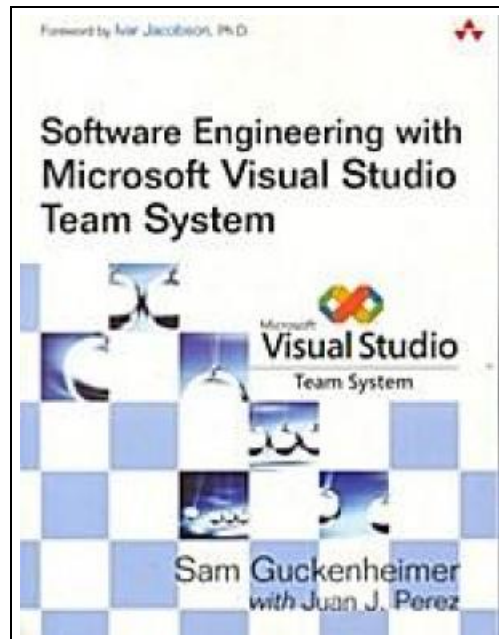 Foreword by Ivar Jacobson, Ph.D.
Software Engineering with
Microsoft Visual Studio
Team System
Microsoft
Visual Studio
Team System
Sam Guckenheimer
with Juan J. Perez